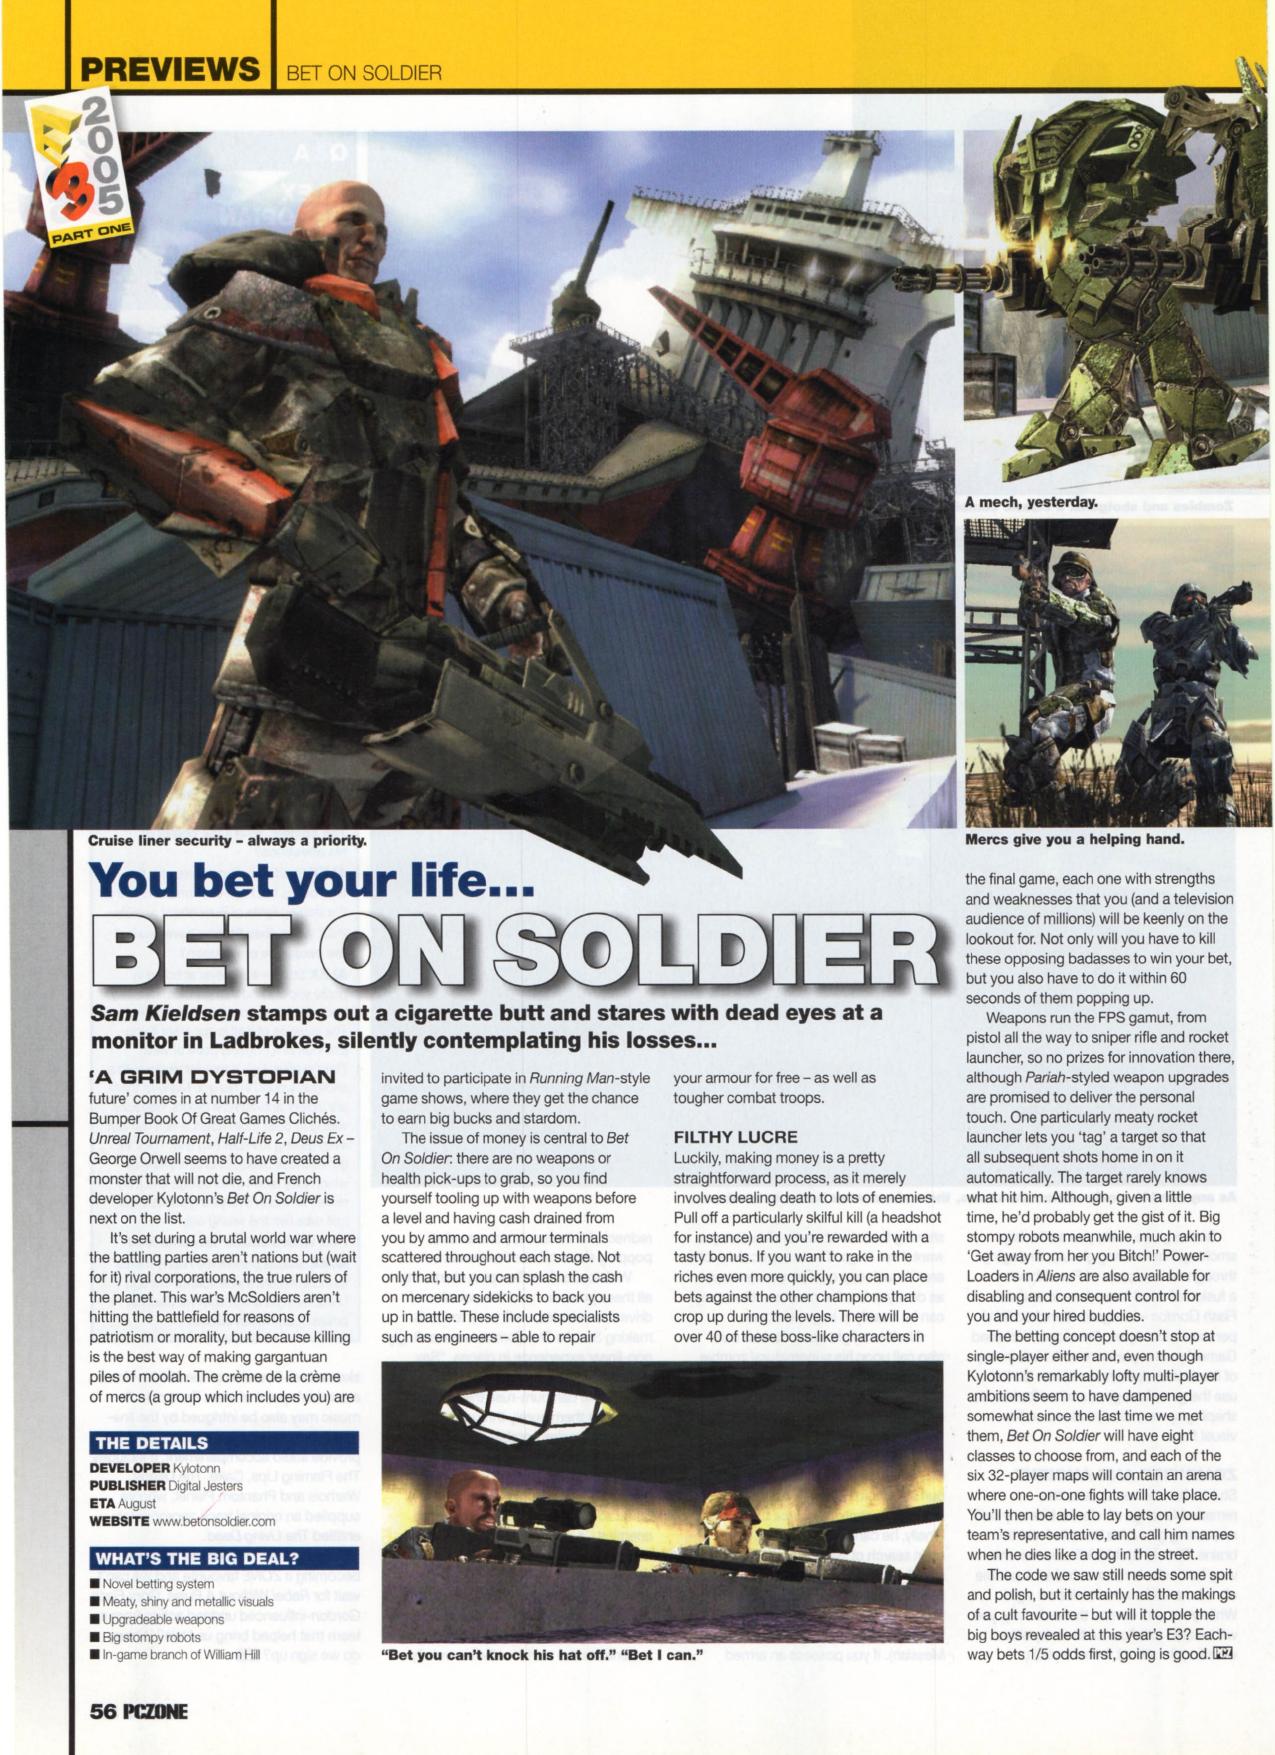 PREVIEWS
BET ON SOLDIER
E3
2005
PART ONE
A mech, yesterday.
Cruise liner security – always a priority.
Mercs give you a helping hand.
You bet your life...
BET ON SOLDIER
Sam Kieldsen stamps out a cigarette butt and stares with dead eyes at a
monitor in Ladbrokes, silently contemplating his losses...
‘A GRIM DYSTOPIAN
future’ comes in at number 14 in the
Bumper Book Of Great Games Clichés.
Unreal Tournament, Half-Life 2, Deus Ex –
George Orwell seems to have created a
monster that will not die, and French
developer Kylotonn’s Bet On Soldier is
next on the list.
It’s set during a brutal world war where
the battling parties aren’t nations but (wait
for it) rival corporations, the true rulers of
the planet. This war’s McSoldiers aren’t
hitting the battlefield for reasons of
patriotism or morality, but because killing
is the best way of making gargantuan
piles of moolah. The crème de la crème
of mercs (a group which includes you) are
THE DETAILS
DEVELOPER Kylotonn
PUBLISHER Digital Jesters
ETA August
WEBSITE www.betonsoldier.com
WHAT’S THE BIG DEAL?
■ Novel betting system
■ Meaty, shiny and metallic visuals
■ Upgradeable weapons
■ Big stompy robots
■ In-game branch of William Hill
invited to participate in Running Man-style
game shows, where they get the chance
to earn big bucks and stardom.
The issue of money is central to Bet
On Soldier: there are no weapons or
health pick-ups to grab, so you find
yourself tooling up with weapons before
a level and having cash drained from
you by ammo and armour terminals
scattered throughout each stage. Not
only that, but you can splash the cash
on mercenary sidekicks to back you
up in battle. These include specialists
such as engineers – able to repair
your armour for free – as well as
tougher combat troops.
FILTHY LUCRE
Luckily, making money is a pretty
straightforward process, as it merely
involves dealing death to lots of enemies.
Pull off a particularly skilful kill (a headshot
for instance) and you’re rewarded with a
tasty bonus. If you want to rake in the
riches even more quickly, you can place
bets against the other champions that
crop up during the levels. There will be
over 40 of these boss-like characters in
“Bet you can’t knock his hat off.” “Bet I can.”
the final game, each one with strengths
and weaknesses that you (and a television
audience of millions) will be keenly on the
lookout for. Not only will you have to kill
these opposing badasses to win your bet,
but you also have to do it within 60
seconds of them popping up.
Weapons run the FPS gamut, from
pistol all the way to sniper rifle and rocket
launcher, so no prizes for innovation there,
although Pariah-styled weapon upgrades
are promised to deliver the personal
touch. One particularly meaty rocket
launcher lets you ‘tag’ a target so that
all subsequent shots home in on it
automatically. The target rarely knows
what hit him. Although, given a little
time, he’d probably get the gist of it. Big
stompy robots meanwhile, much akin to
‘Get away from her you Bitch!’ Power-
Loaders in Aliens are also available for
disabling and consequent control for
you and your hired buddies.
The betting concept doesn’t stop at
single-player either and, even though
Kylotonn’s remarkably lofty multi-player
ambitions seem to have dampened
somewhat since the last time we met
them, Bet On Soldier will have eight
classes to choose from, and each of the
six 32-player maps will contain an arena
where one-on-one fights will take place.
You’ll then be able to lay bets on your
team’s representative, and call him names
when he dies like a dog in the street.
The code we saw still needs some spit
and polish, but it certainly has the makings
of a cult favourite – but will it topple the
big boys revealed at this year’s E3? Each-
way bets 1/5 odds first, going is good. PCZ
56 PCZONE